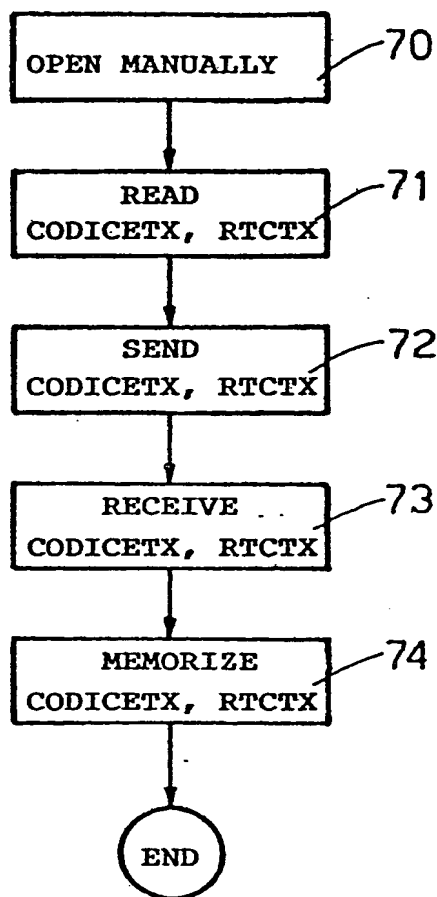 OPEN MANUALLY
70
READ
CODICETX, RTCTX
71
SEND
CODICETX, RTCTX
72
RECEIVE
CODICETX, RTCTX
73
MEMORIZE
CODICETX, RTCTX
74
END